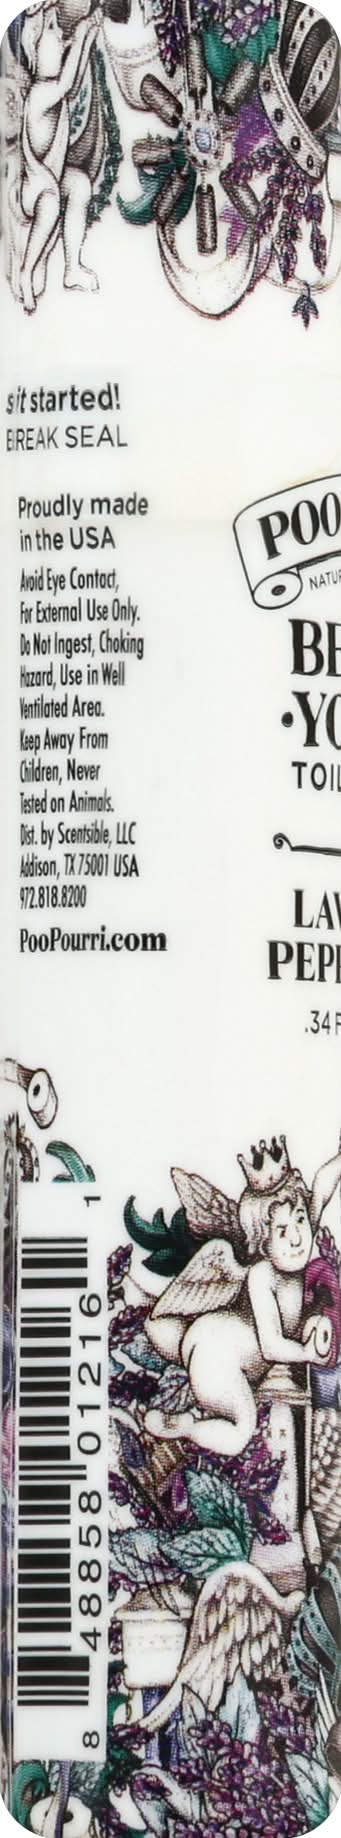 s it started!
BREAK SEAL
Proudly made
in the USA
Avoid Eye Contact,
For External Use Only.
Do Not Ingest, Choking
Hazard, Use in Well
Ventilated Area.
Keep Away From
Children, Never
Tested on Animals.
Dist. by Scentsible, LLC
Addison, TX 75001 USA
972.818.8200
PooPourri.com
POO
NATU
BE
·YO
TOIL
LAV
PEPP
.34 F
8 48858 01216 1